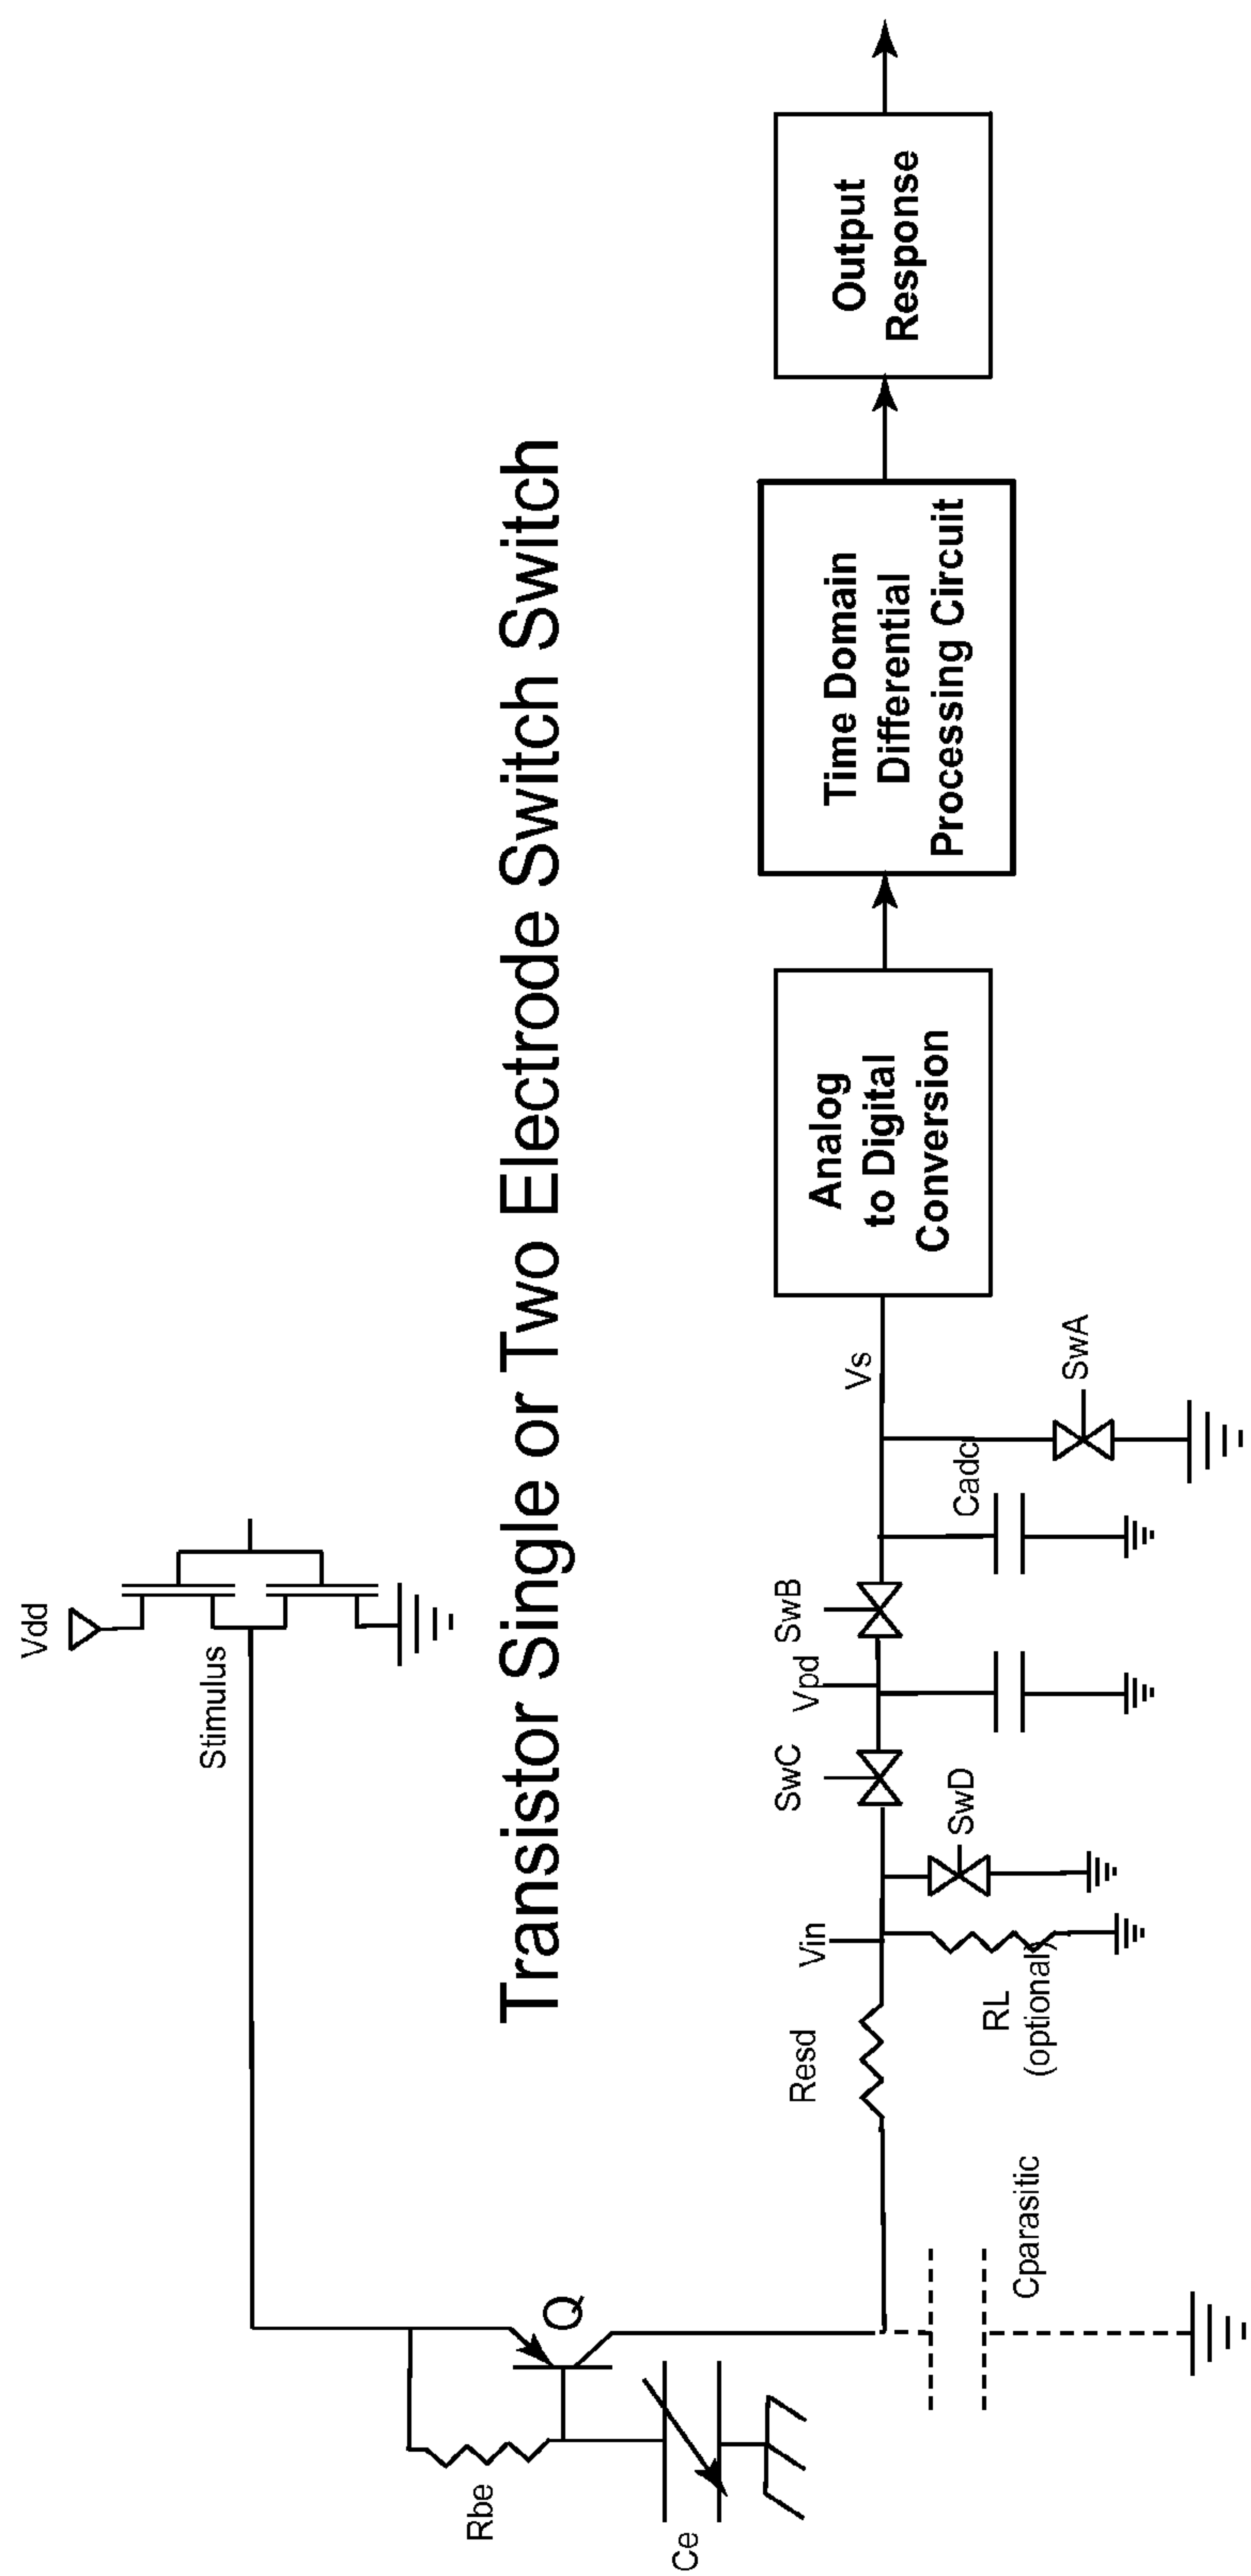 Vdd
Stimulus
Transistor Single or Two Electrode Switch Switch
Rbe
Q
Ce
Cparasitic
Resd
Vin
RL
(optional)
SwD
SwC
Vpd
SwB
Cadc
Vs
SwA
Analog
to Digital
Conversion
Time Domain
Differential
Processing Circuit
Output
Response